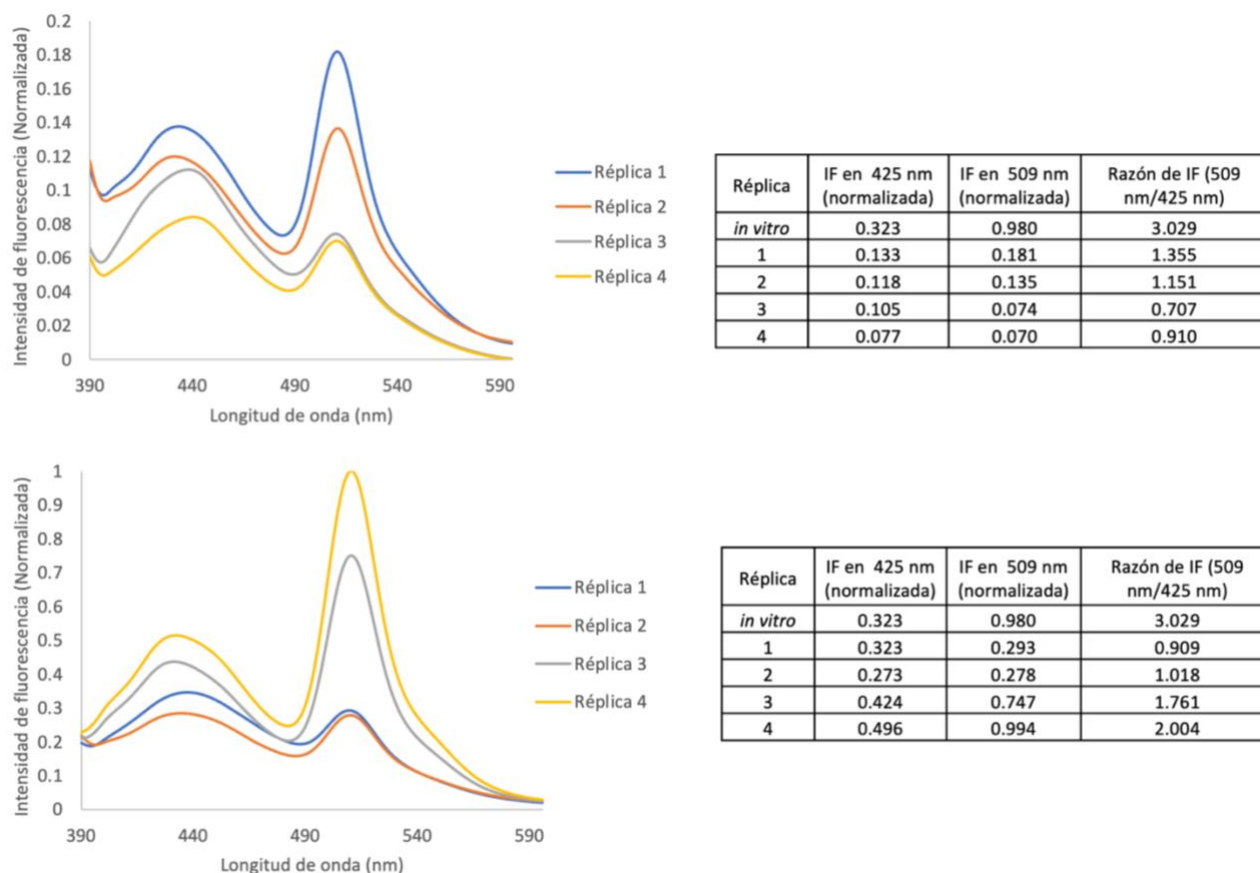 Intensidad de fluorescencia (Normalizada)
0.2
0.18
0.16
0.14
0.12
0.1
0.08
0.06
0.04
0.02
0
390 440 490 540 590
Longitud de onda (nm)
Réplica 1
Réplica 2
Réplica 3
Réplica 4
Réplica IF en 425 nm (normalizada) IF en 509 nm (normalizada) Razón de IF (509 nm/425 nm)
in vitro 0.323 0.980 3.029
1 0.133 0.181 1.355
2 0.118 0.135 1.151
3 0.105 0.074 0.707
4 0.077 0.070 0.910
Intensidad de fluorescencia (Normalizada)
1
0.9
0.8
0.7
0.6
0.5
0.4
0.3
0.2
0.1
0
390 440 490 540 590
Longitud de onda (nm)
Réplica 1
Réplica 2
Réplica 3
Réplica 4
Réplica IF en 425 nm (normalizada) IF en 509 nm (normalizada) Razón de IF (509 nm/425 nm)
in vitro 0.323 0.980 3.029
1 0.323 0.293 0.909
2 0.273 0.278 1.018
3 0.424 0.747 1.761
4 0.496 0.994 2.004